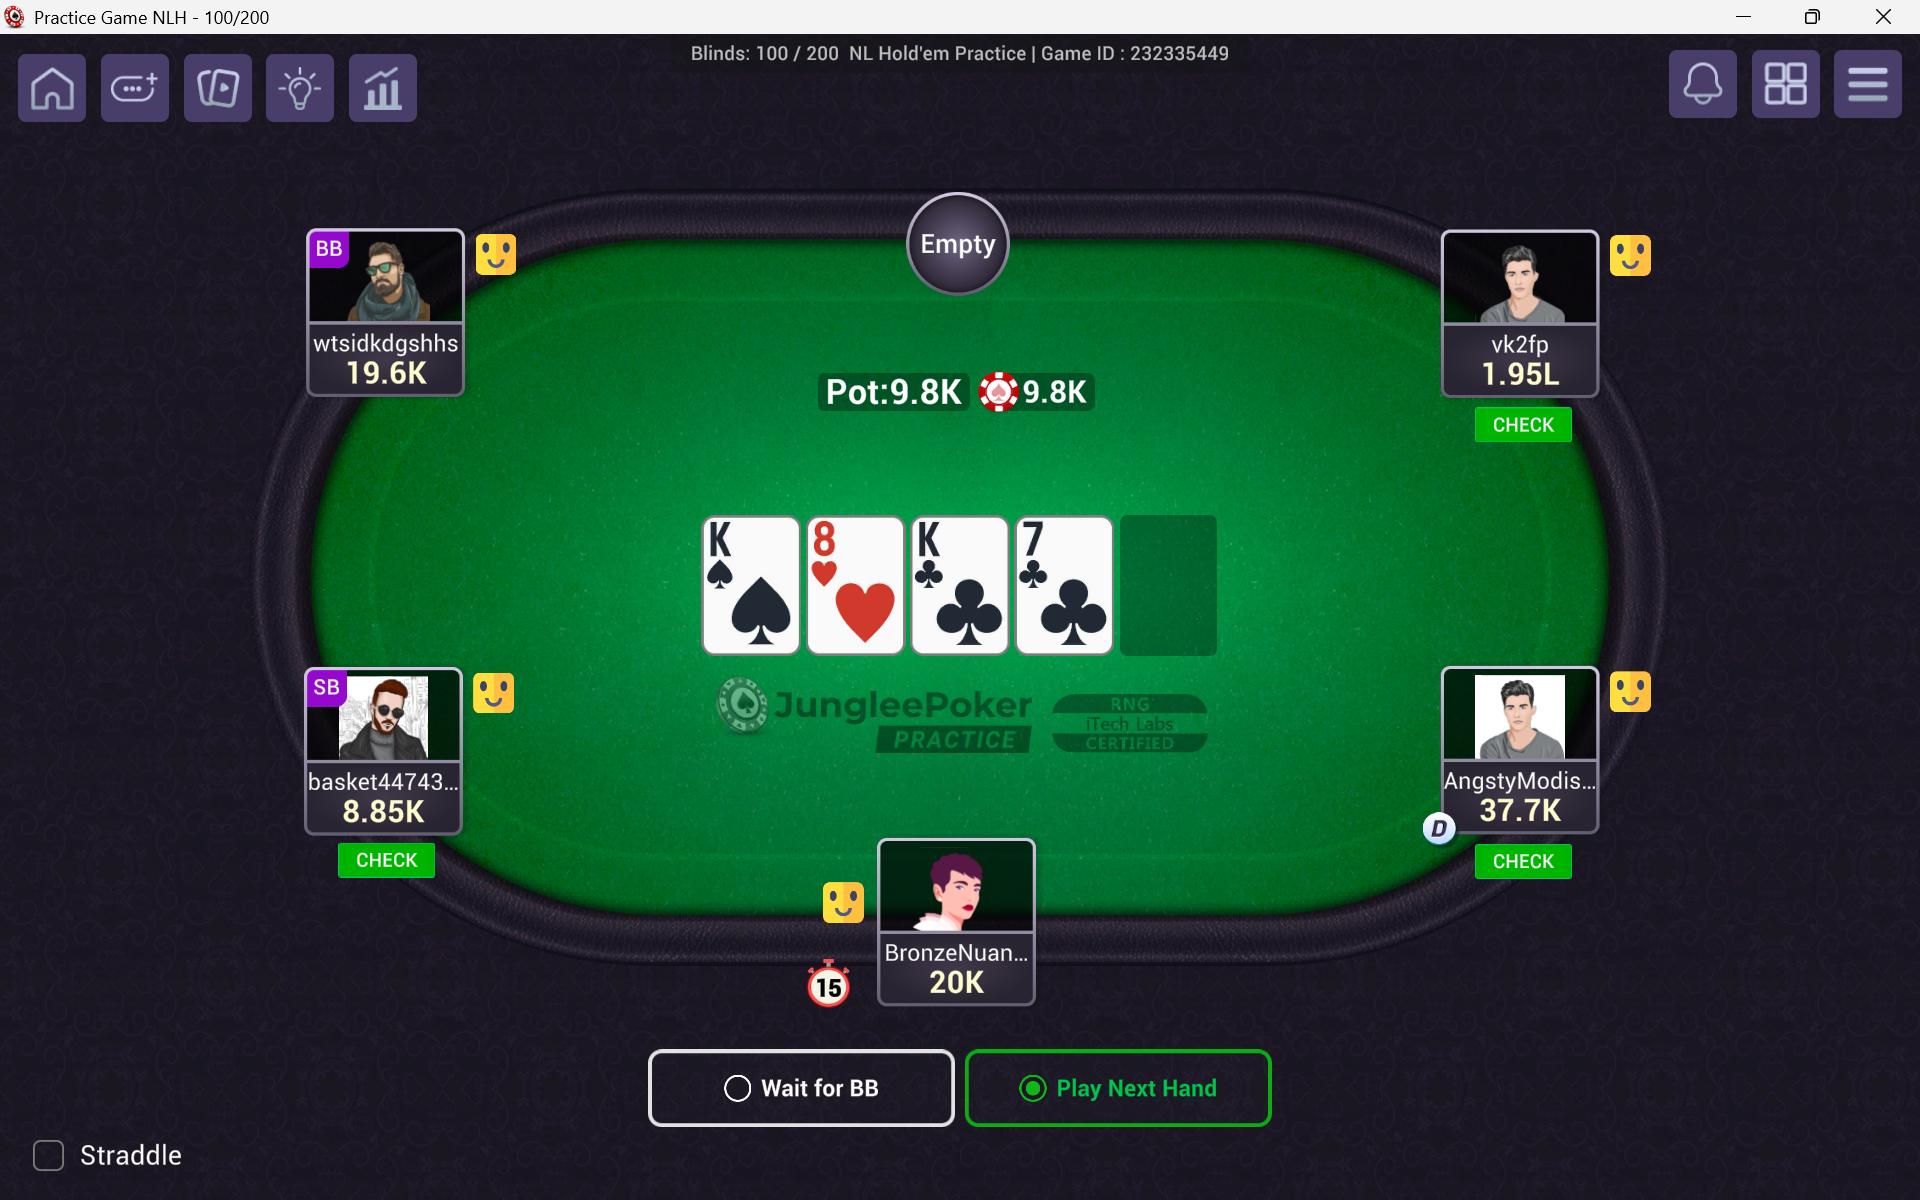 Practice Game NLH - 100/200
Blinds: 100 / 200 NL Hold'em Practice | Game ID : 232335449
Empty
BB
wtsidkdgshhs
19.6K
vk2fp
1.95L
CHECK
Pot:9.8K 9.8K
K 8 K 7
JungleePoker
PRACTICE
RNG
iTech Labs
CERTIFIED
SB
basket44743...
8.85K
CHECK
AngstyModis...
37.7K
D
CHECK
BronzeNuan...
20K
15
Wait for BB
Play Next Hand
Straddle